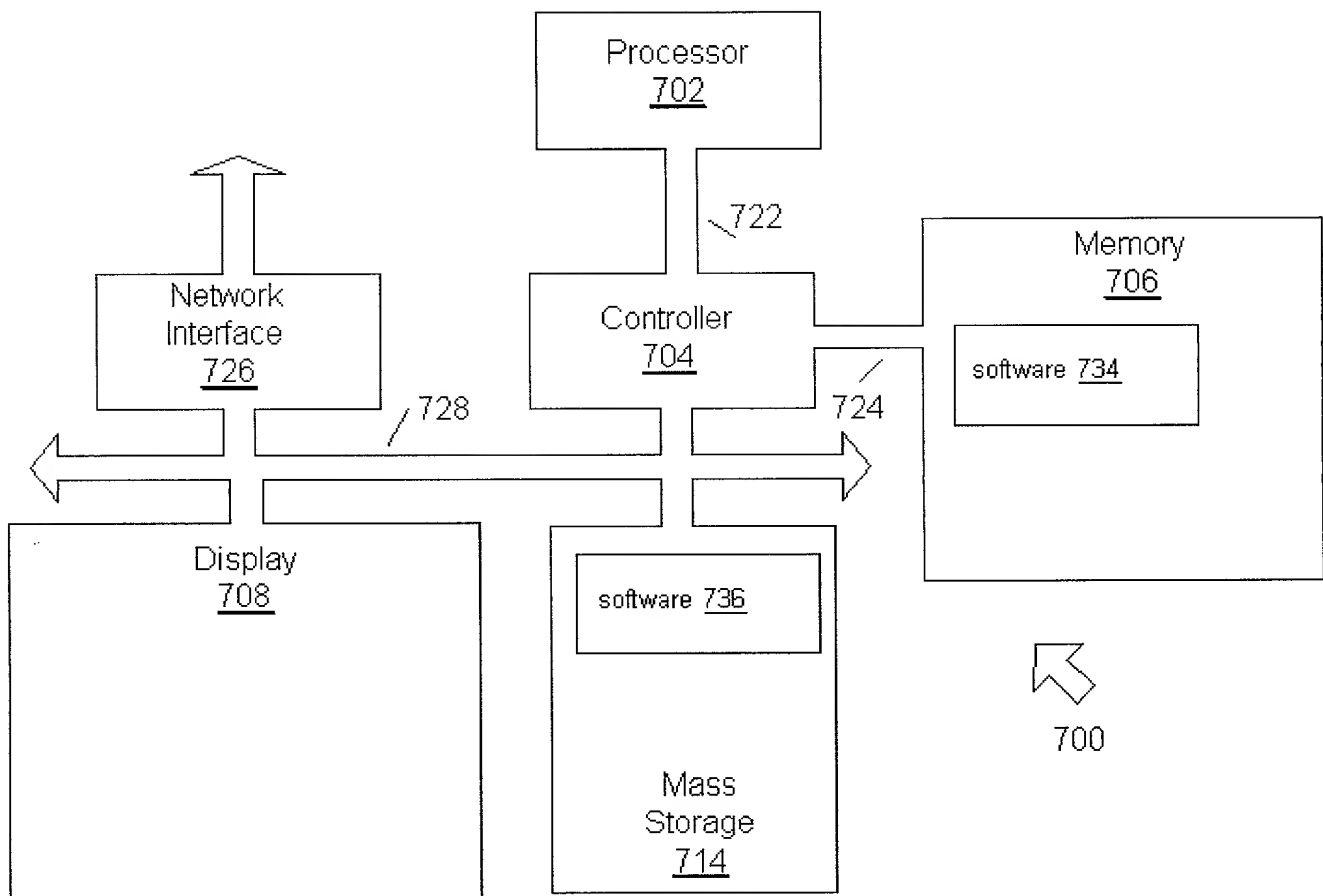 Processor
702
722
Memory
706
Network
Interface
726
Controller
704
software 734
728
724
Display
708
software 736
700
Mass
Storage
714